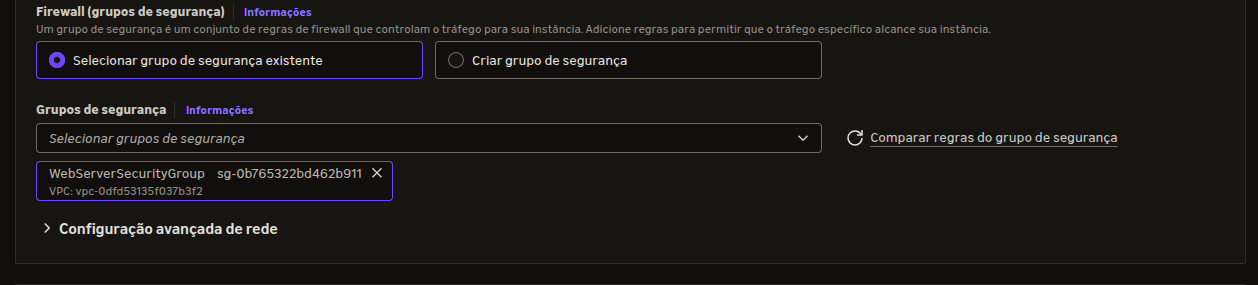 Firewall (grupos de segurança) Informações
Um grupo de segurança é um conjunto de regras de firewall que controlam o tráfego para sua instância. Adicione regras para permitir que o tráfego específico alcance sua instância.
Selecionar grupo de segurança existente Criar grupo de segurança
Grupos de segurança Informações
Selecionar grupos de segurança Comparar regras do grupo de segurança
WebServerSecurityGroup sg-0b765322bd462b911
VPC: vpc-0dfd53135f037b3f2
Configuração avançada de rede